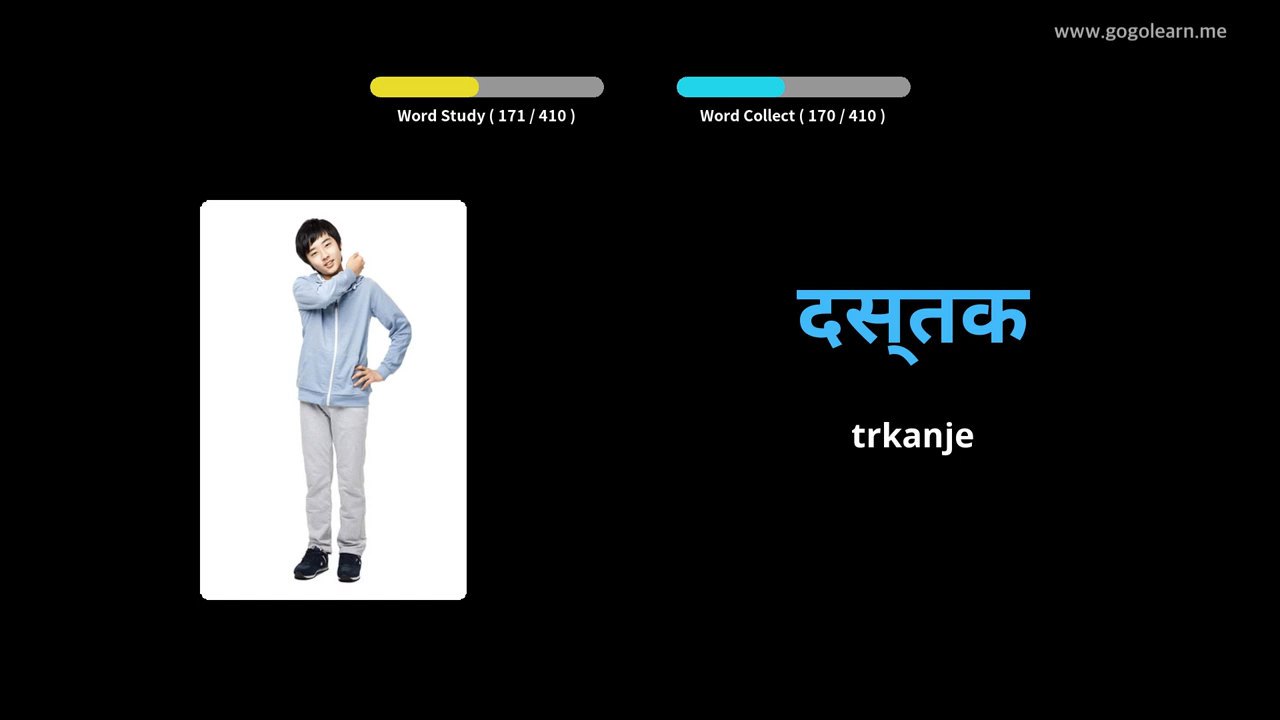 www.gogolearn.me
Word Study ( 171 / 410 )
Word Collect ( 170 / 410 )
दस्तक
trkanje